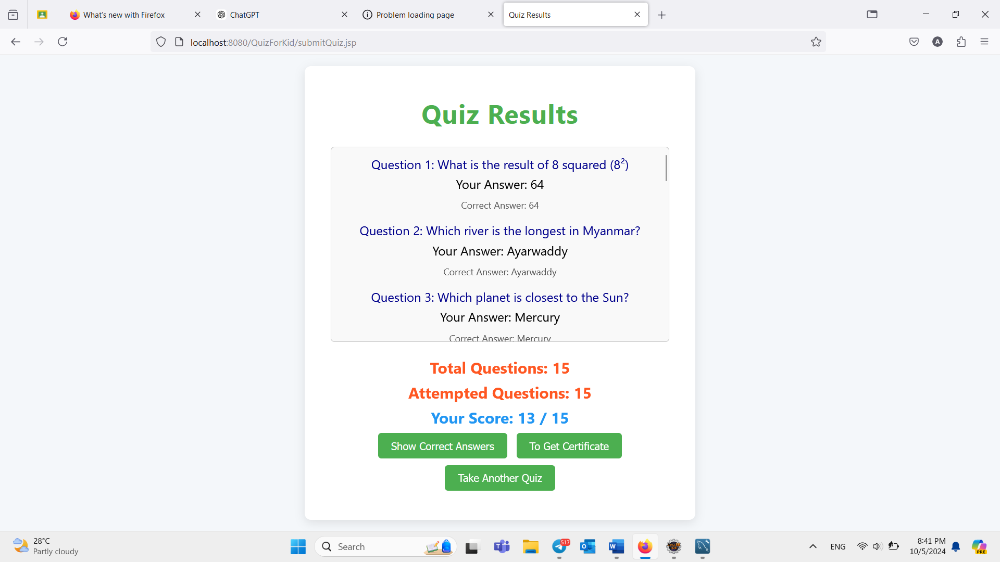 What's new with Firefox
ChatGPT
Problem loading page
Quiz Results
localhost:8080/QuizForKid/submitQuiz.jsp
A
Quiz Results
Question 1: What is the result of 8 squared (8²)
Your Answer: 64
Correct Answer: 64
Question 2: Which river is the longest in Myanmar?
Your Answer: Ayarwaddy
Correct Answer: Ayarwaddy
Question 3: Which planet is closest to the Sun?
Your Answer: Mercury
Correct Answer: Mercury
Total Questions: 15
Attempted Questions: 15
Your Score: 13 / 15
Show Correct Answers
To Get Certificate
Take Another Quiz
28°C
Partly cloudy
Search
517
ENG
8:41 PM
10/5/2024
PRE